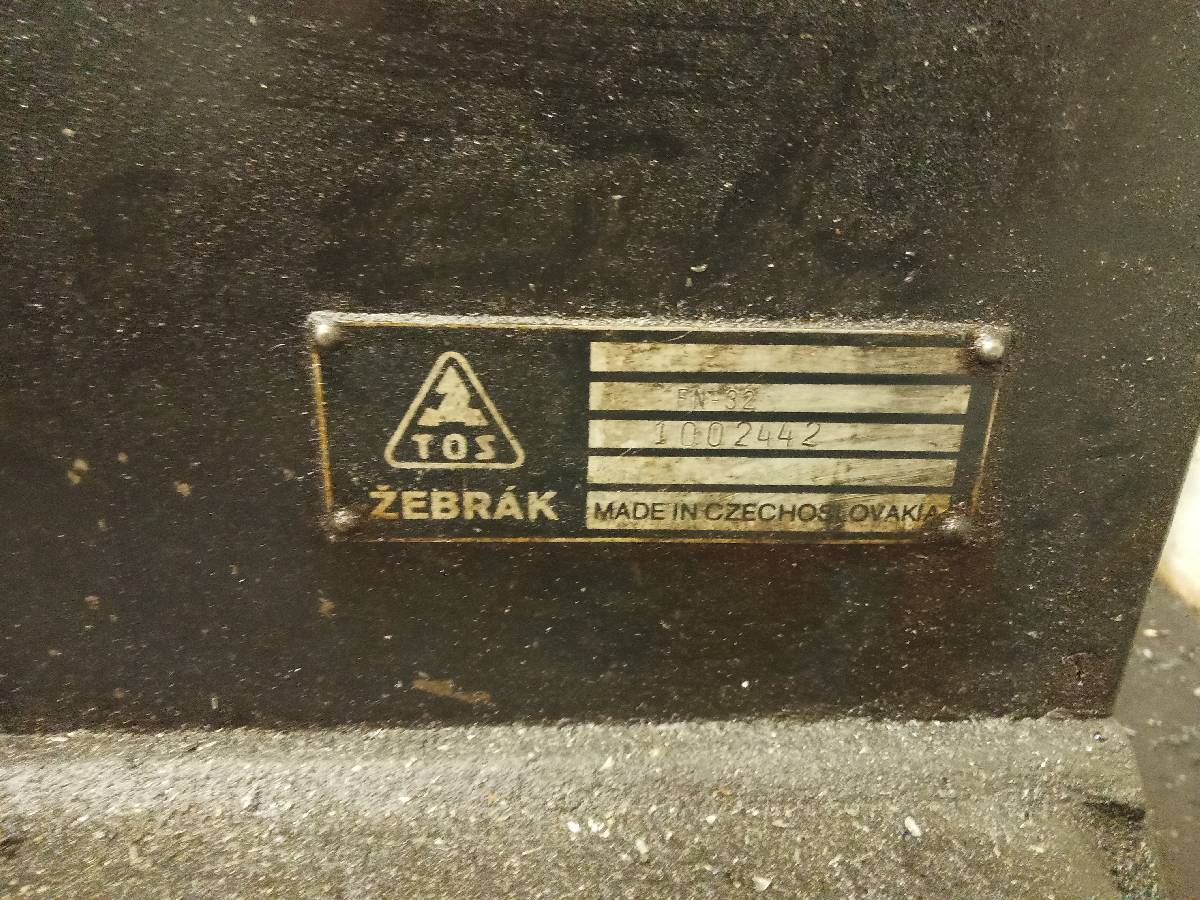 TOS
ŽEBRÁK
FN-32
1002442
MADE IN CZECHOSLOVAKIA